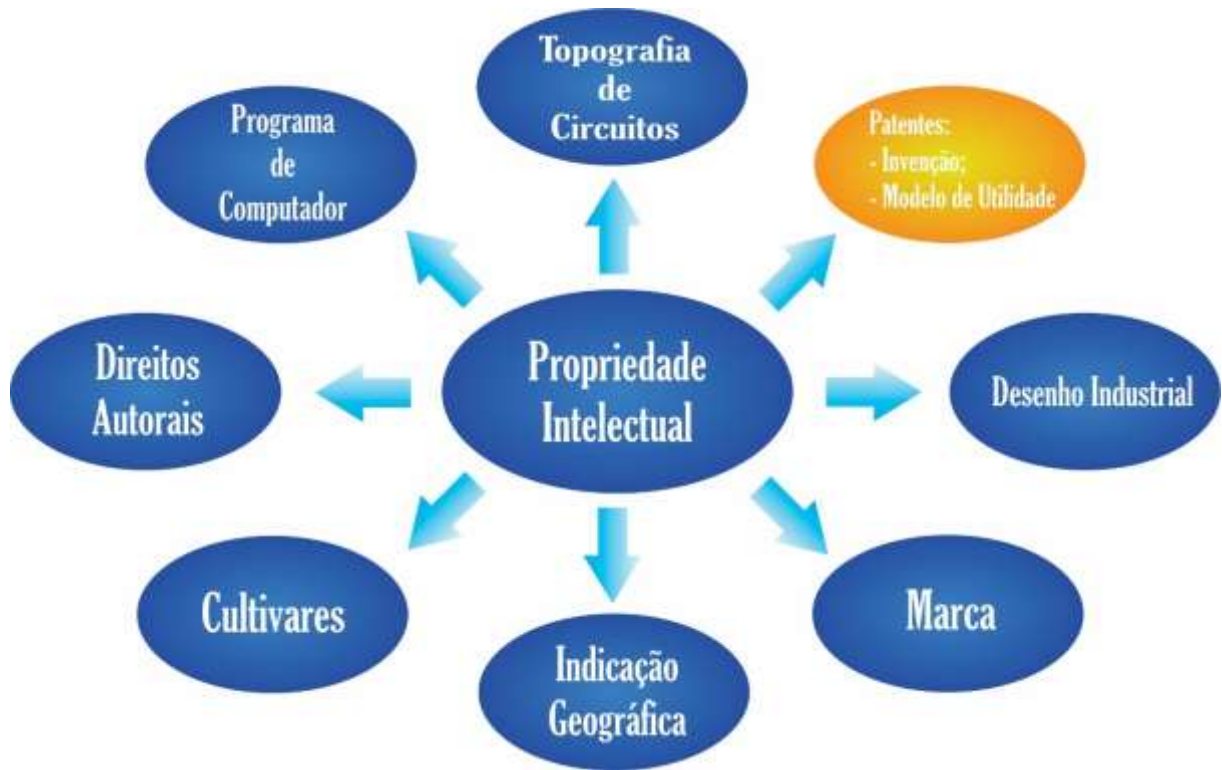 Topografia
de
Circuitos
Programa
de
Computador
Patentes:
- Invenção;
- Modelo de Utilidade
Direitos
Autorais
Propriedade
Intelectual
Desenho Industrial
Cultivares
Marca
Indicação
Geográfica